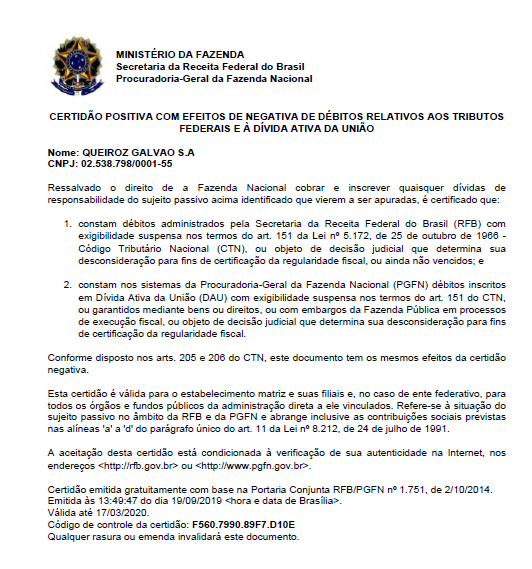 MINISTÉRIO DA FAZENDA
Secretaria da Receita Federal do Brasil
Procuradoria-Geral da Fazenda Nacional
CERTIDÃO POSITIVA COM EFEITOS DE NEGATIVA DE DÉBITOS RELATIVOS AOS TRIBUTOS
FEDERAIS E À DÍVIDA ATIVA DA UNIÃO
Nome: QUEIROZ GALVAO S.A
CNPJ: 02.538.798/0001-55
Ressalvado o direito de a Fazenda Nacional cobrar e inscrever quaisquer dívidas de
responsabilidade do sujeito passivo acima identificado que vierem a ser apuradas, é certificado que:
1. constam débitos administrados pela Secretaria da Receita Federal do Brasil (RFB) com
exigibilidade suspensa nos termos do art. 151 da Lei nº 5.172, de 25 de outubro de 1966 -
Código Tributário Nacional (CTN), ou objeto de decisão judicial que determina sua
desconsideração para fins de certificação da regularidade fiscal, ou ainda não vencidos; e
2. constam nos sistemas da Procuradoria-Geral da Fazenda Nacional (PGFN) débitos inscritos
em Dívida Ativa da União (DAU) com exigibilidade suspensa nos termos do art. 151 do CTN,
ou garantidos mediante bens ou direitos, ou com embargos da Fazenda Pública em processos
de execução fiscal, ou objeto de decisão judicial que determina sua desconsideração para fins
de certificação da regularidade fiscal.
Conforme disposto nos arts. 205 e 206 do CTN, este documento tem os mesmos efeitos da certidão
negativa.
Esta certidão é válida para o estabelecimento matriz e suas filiais e, no caso de ente federativo, para
todos os órgãos e fundos públicos da administração direta a ele vinculados. Refere-se à situação do
sujeito passivo no âmbito da RFB e da PGFN e abrange inclusive as contribuições sociais previstas
nas alíneas 'a' a 'd' do parágrafo único do art. 11 da Lei nº 8.212, de 24 de julho de 1991.
A aceitação desta certidão está condicionada à verificação de sua autenticidade na Internet, nos
endereços <http://rfb.gov.br> ou <http://www.pgfn.gov.br>.
Certidão emitida gratuitamente com base na Portaria Conjunta RFB/PGFN nº 1.751, de 2/10/2014.
Emitida às 13:49:47 do dia 19/09/2019 <hora e data de Brasília>.
Válida até 17/03/2020.
Código de controle da certidão: F560.7990.89F7.D10E
Qualquer rasura ou emenda invalidará este documento.